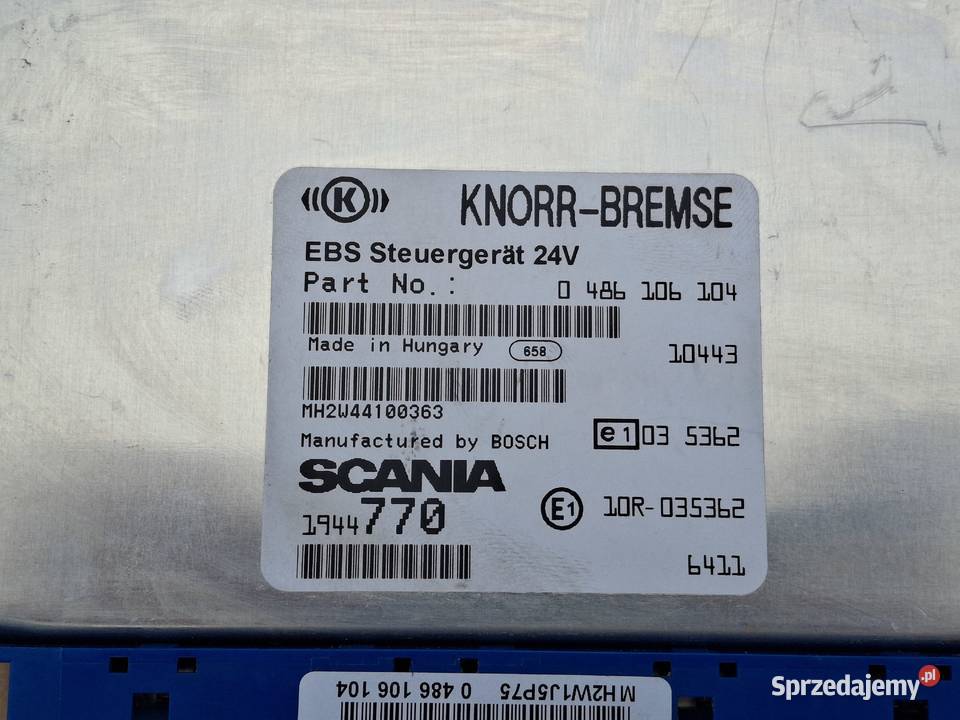 K KNORR-BREMSE
EBS Steuergerät 24V
Part No.: 0 486 106 104
Made in Hungary 658 10443
MH2W44100363
Manufactured by BOSCH e1 03 5362
SCANIA
1944770 E1 10R-035362
6411
MH2W1J5P75 0 486 106 104
Sprzedajemy.pl